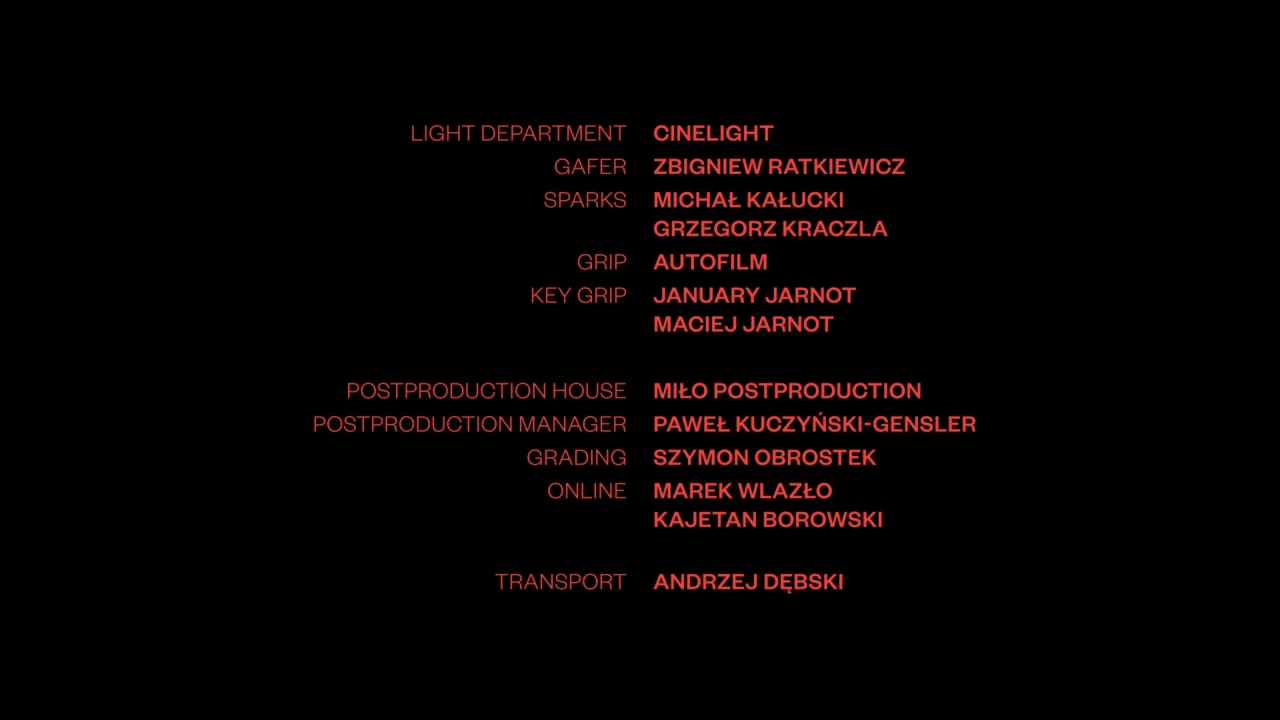 LIGHT DEPARTMENT CINELIGHT
GAFER ZBIGNIEW RATKIEWICZ
SPARKS MICHAŁ KAŁUCKI
GRZEGORZ KRACZLA
GRIP AUTOFILM
KEY GRIP JANUARY JARNOT
MACIEJ JARNOT
POSTPRODUCTION HOUSE MIŁO POSTPRODUCTION
POSTPRODUCTION MANAGER PAWEŁ KUCZYŃSKI-GENSLER
GRADING SZYMON OBROSTEK
ONLINE MAREK WLAZŁO
KAJETAN BOROWSKI
TRANSPORT ANDRZEJ DĘBSKI